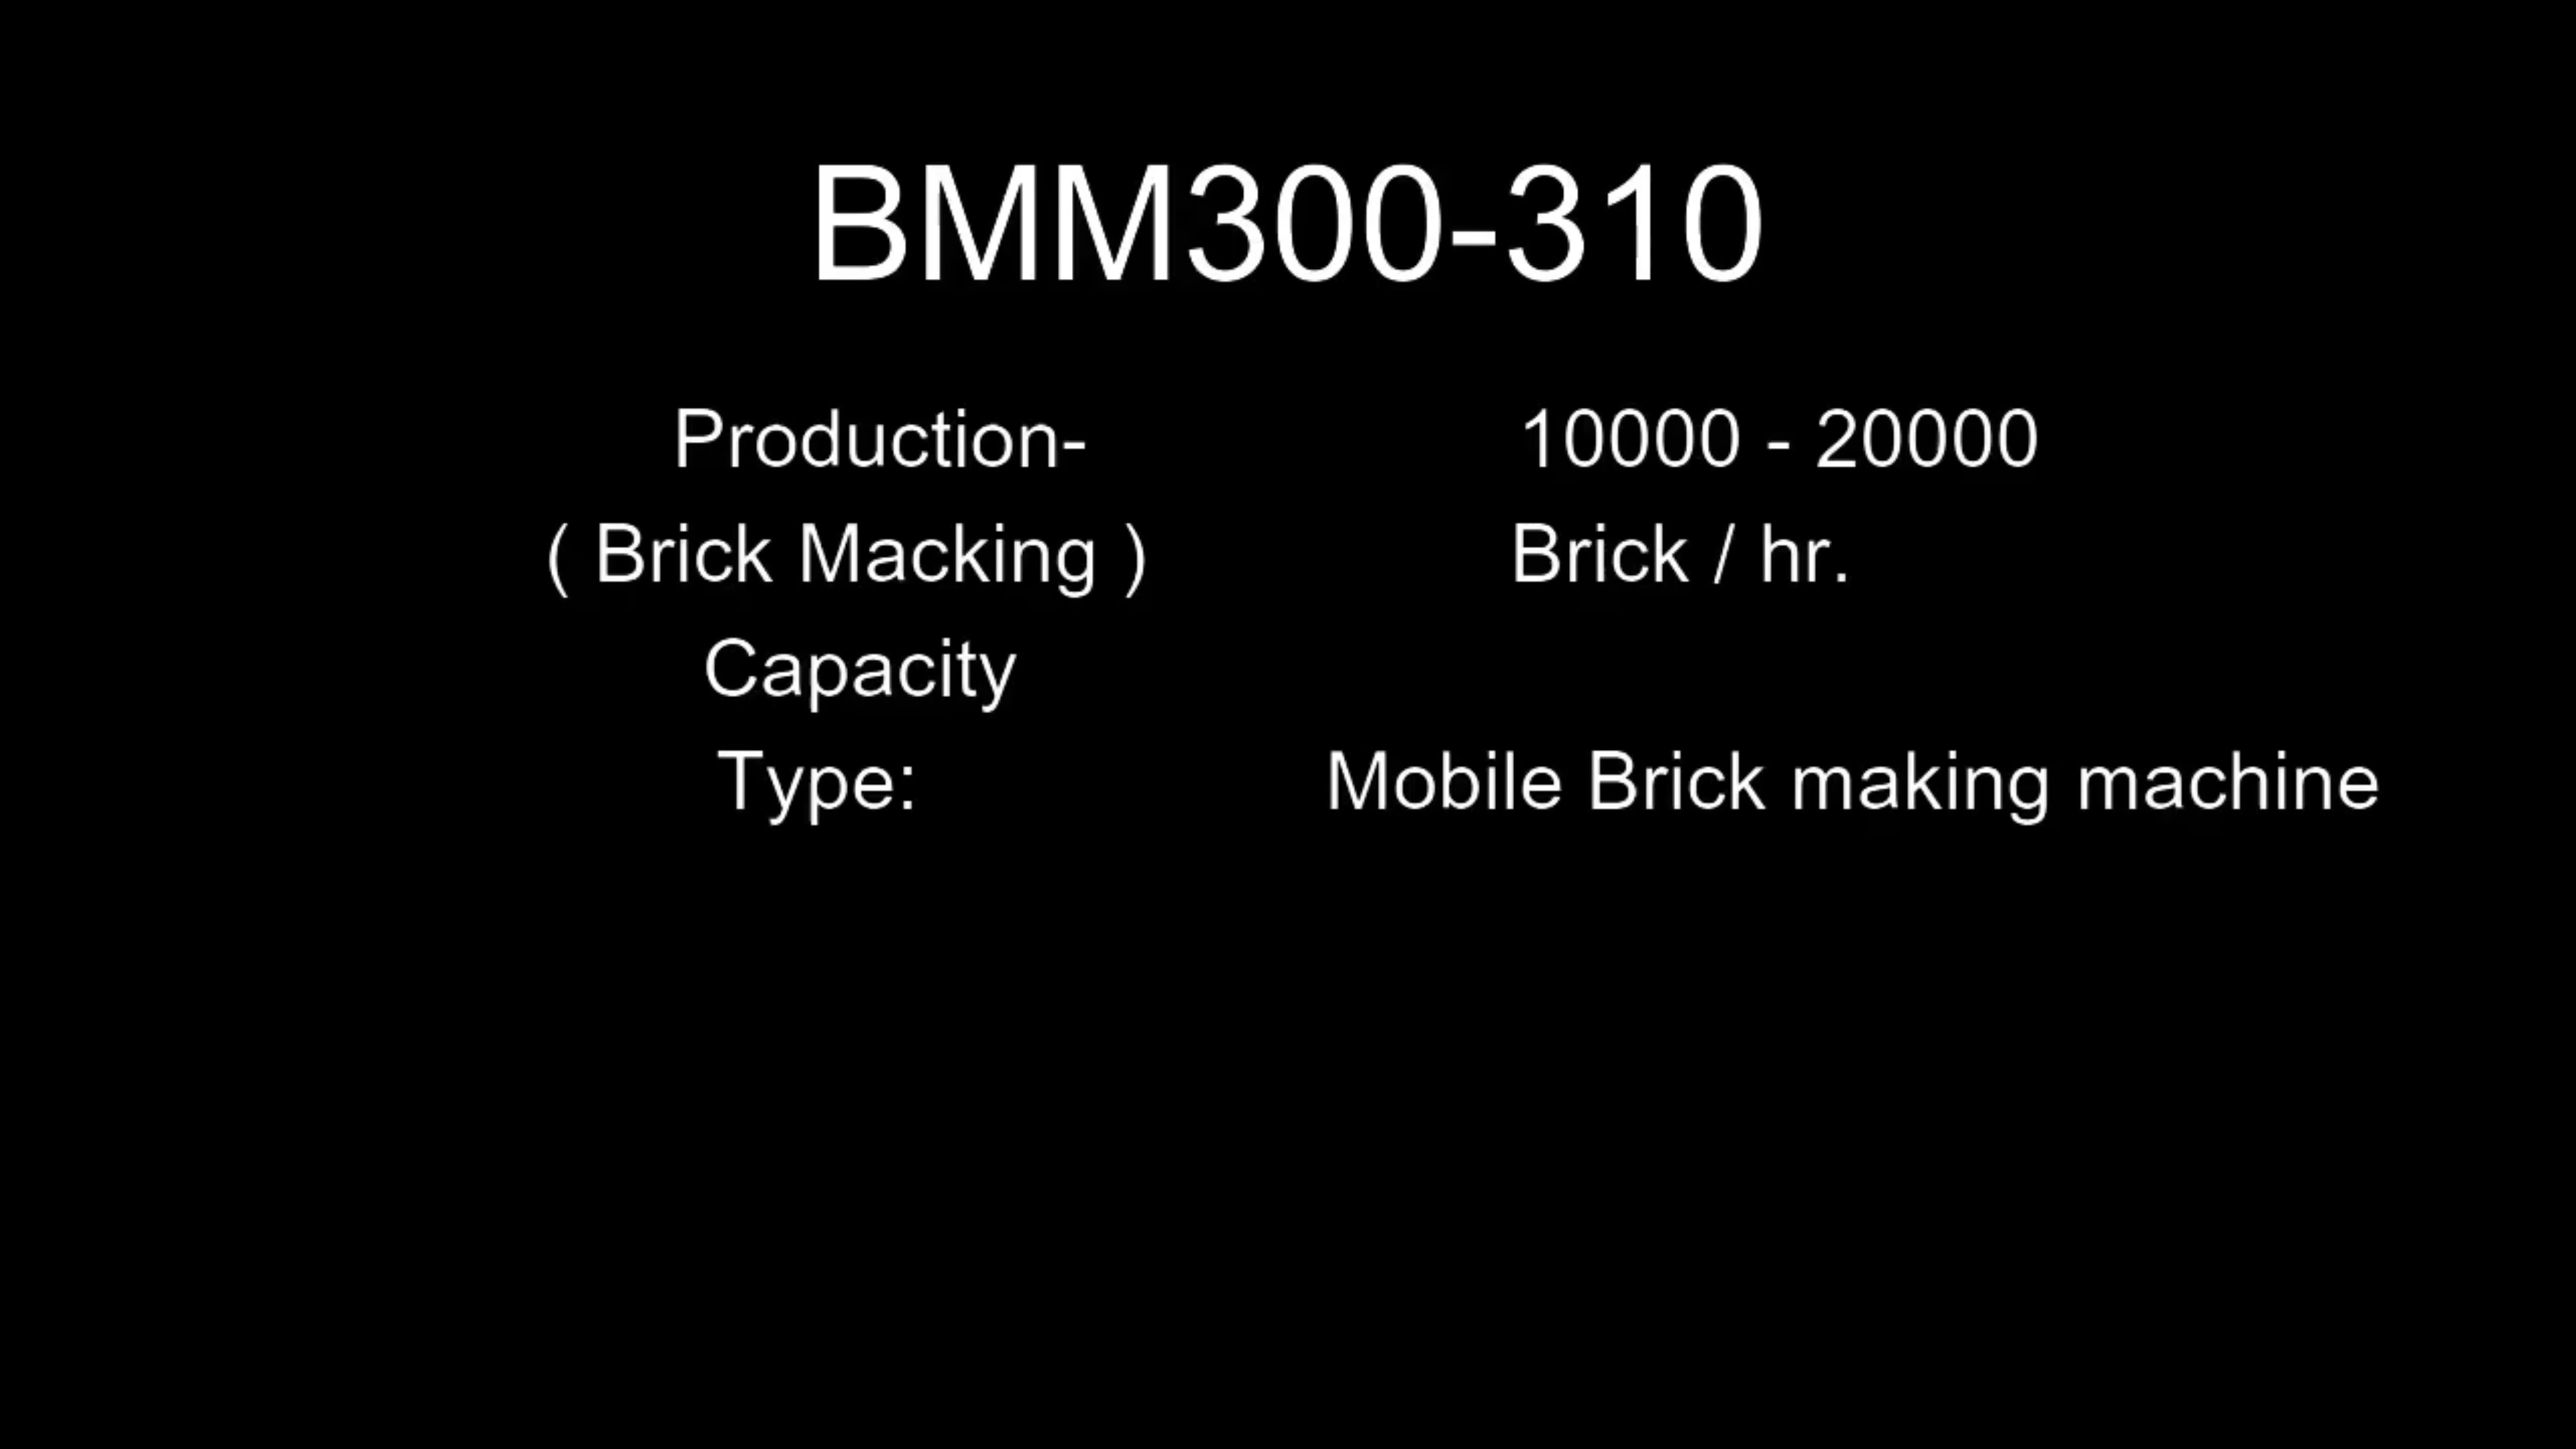 BMM300-310
Production- 10000 - 20000
( Brick Macking ) Brick / hr.
Capacity
Type: Mobile Brick making machine